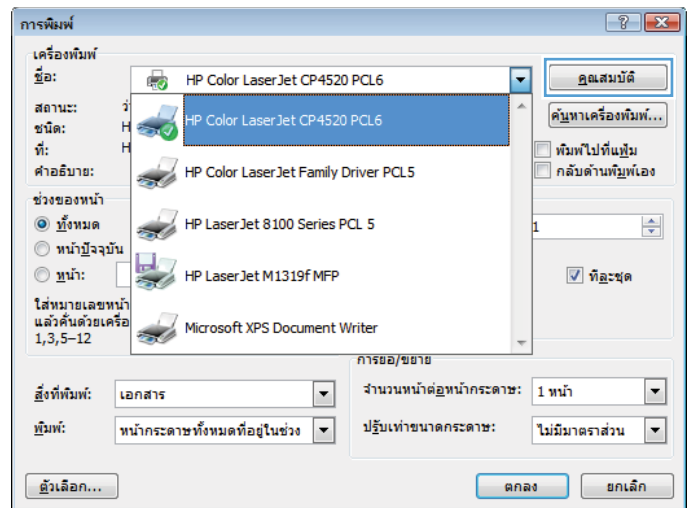 การพิมพ์
เครื่องพิมพ์
ชื่อ:
HP Color LaserJet CP4520 PCL6
คุณสมบัติ
สถานะ:
ว่
HP Color LaserJet CP4520 PCL6
ค้นหาเครื่องพิมพ์...
ชนิด:
H
ที่:
H
พิมพ์ไปที่แฟ้ม
คำอธิบาย:
HP Color LaserJet Family Driver PCL5
กลับด้านพิมพ์เอง
ช่วงของหน้า
ทั้งหมด
HP LaserJet 8100 Series PCL 5
1
หน้าปัจจุบัน
หน้า:
HP LaserJet M1319f MFP
ทีละชุด
ใส่หมายเลขหน้า
แล้วคั่นด้วยเครื่อ
Microsoft XPS Document Writer
1,3,5–12
การย่อ/ขยาย
สิ่งที่พิมพ์:
เอกสาร
จำนวนหน้าต่อหน้ากระดาษ:
1 หน้า
พิมพ์:
หน้ากระดาษทั้งหมดที่อยู่ในช่วง
ปรับเท่าขนาดกระดาษ:
ไม่มีมาตราส่วน
ตัวเลือก...
ตกลง
ยกเลิก